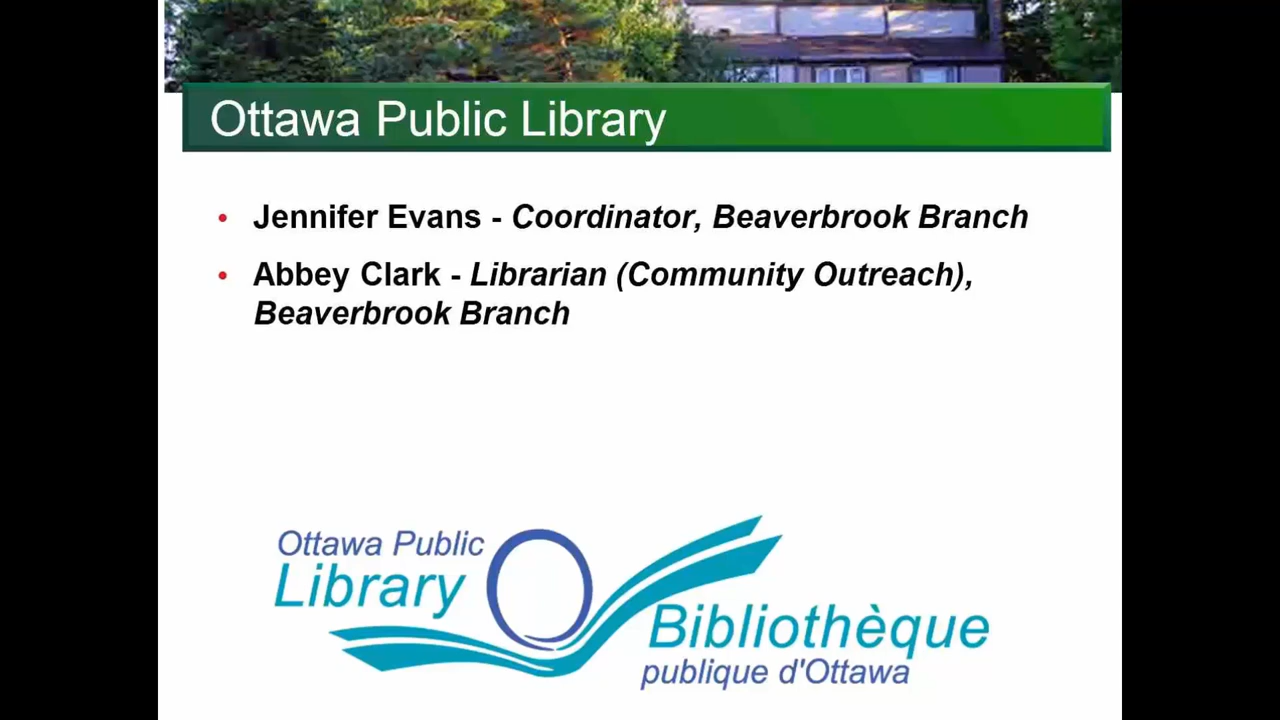 Ottawa Public Library
• Jennifer Evans - Coordinator, Beaverbrook Branch
• Abbey Clark - Librarian (Community Outreach),
Beaverbrook Branch
Ottawa Public
Library
Bibliothèque
publique d'Ottawa